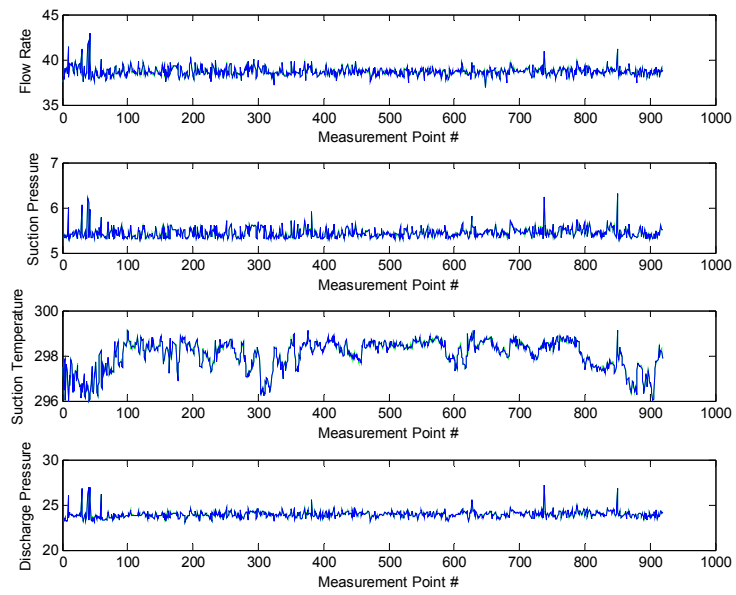 45
40
35
Flow Rate
0 100 200 300 400 500 600 700 800 900 1000
Measurement Point #
7
6
5
Suction Pressure
0 100 200 300 400 500 600 700 800 900 1000
Measurement Point #
300
298
296
Suction Temperature
0 100 200 300 400 500 600 700 800 900 1000
Measurement Point #
30
25
20
Discharge Pressure
0 100 200 300 400 500 600 700 800 900 1000
Measurement Point #